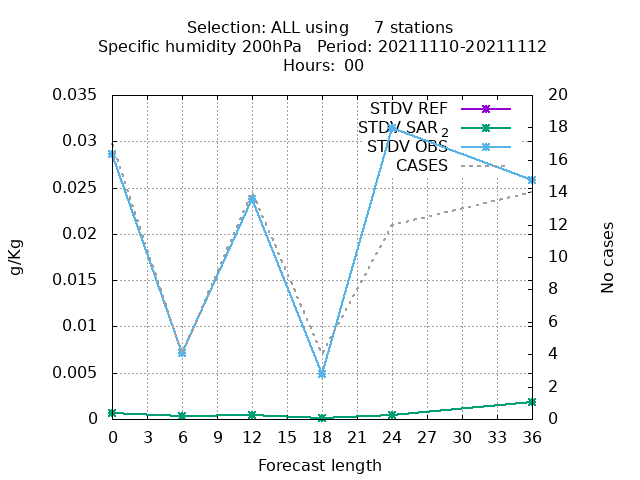 Selection: ALL using 7 stations
Specific humidity 200hPa Period: 20211110-20211112
Hours: 00
0.035
0.03
0.025
0.02
0.015
0.01
0.005
0
20
18
16
14
12
10
8
6
4
2
0
STDV REF
STDV SAR 2
STDV OBS
CASES
g/Kg
No cases
0 3 6 9 12 15 18 21 24 27 30 33 36
Forecast length